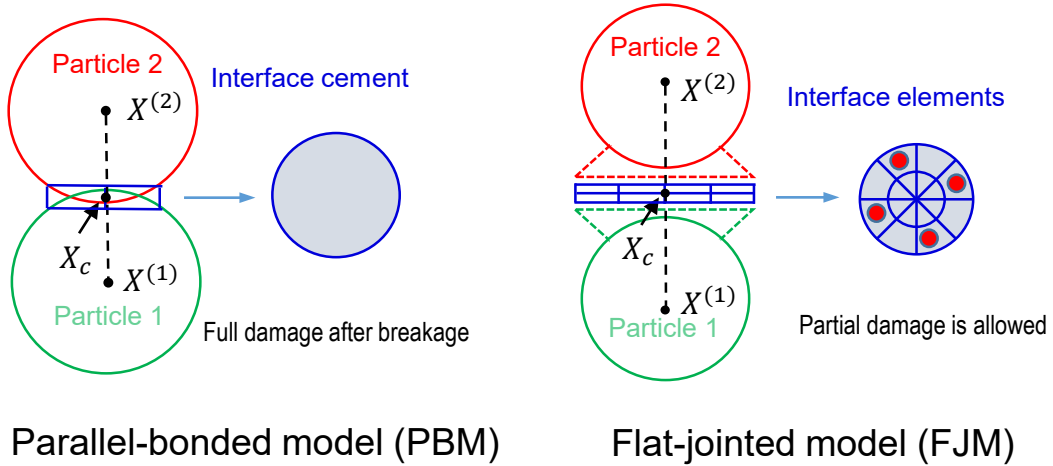 Particle 2
Interface cement
X^(2)
X_c
X^(1)
Particle 1
Full damage after breakage
Parallel-bonded model (PBM)
Particle 2
X^(2)
Interface elements
X_c
X^(1)
Particle 1
Partial damage is allowed
Flat-jointed model (FJM)